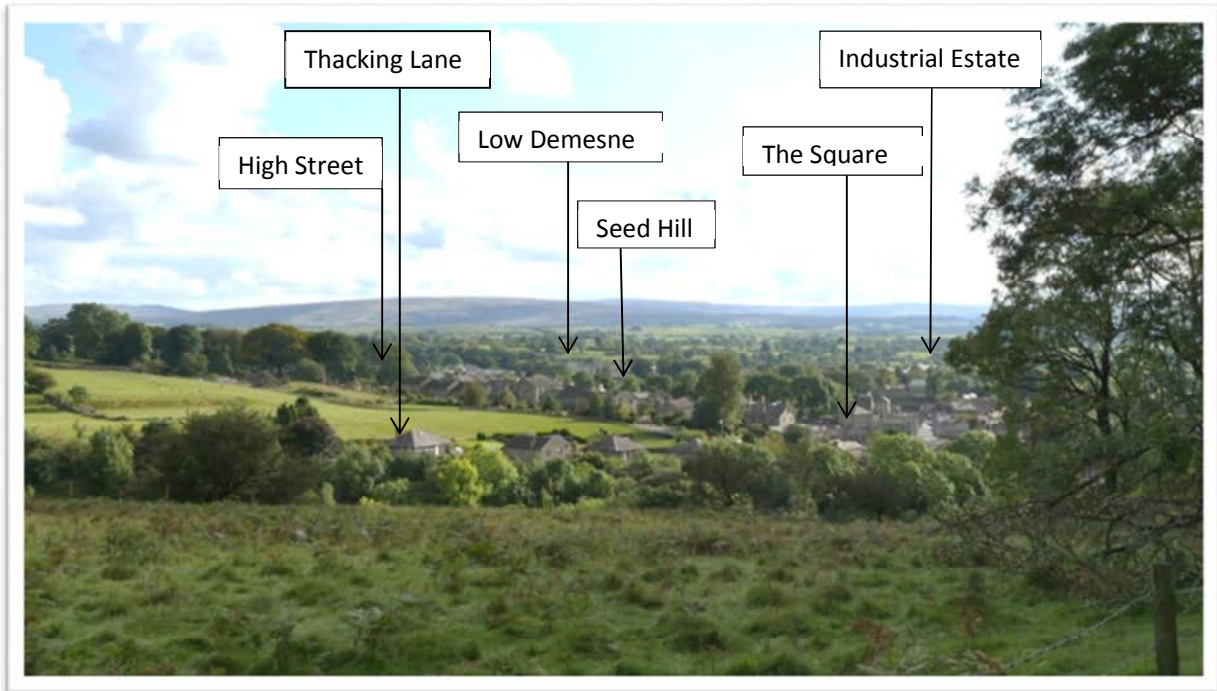 Thacking Lane
Industrial Estate
High Street
Low Demesne
The Square
Seed Hill